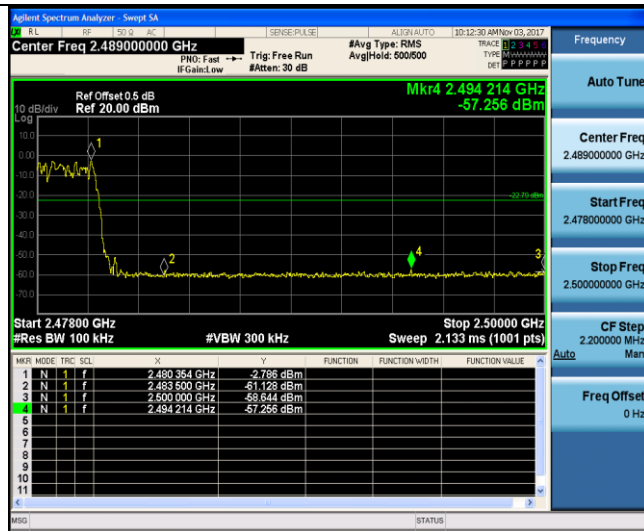 Agilent Spectrum Analyzer - Swept SA
RL RF 50 Ω AC SENSE:PULSE ALIGN AUTO 10:12:30 AM Nov 03, 2017
Center Freq 2.489000000 GHz #Avg Type: RMS TRACE 1 2 3 4 5 6
PNO: Fast Trig: Free Run Avg|Hold: 500/500 TYPE
IFGain:Low #Atten: 30 dB DET P P P P P P
Mkr4 2.494 214 GHz
-57.256 dBm
Ref Offset 0.5 dB
10 dB/div Ref 20.00 dBm
Log
10.0
0.00
-10.0
-20.0
-30.0
-40.0
-50.0
-60.0
-70.0
1
2
3
4
-22.79 dBm
Start 2.47800 GHz Stop 2.50000 GHz
#Res BW 100 kHz #VBW 300 kHz Sweep 2.133 ms (1001 pts)
MKR MODE TRC SCL X Y FUNCTION FUNCTION WIDTH FUNCTION VALUE
1 N 1 f 2.480 354 GHz -2.786 dBm
2 N 1 f 2.483 500 GHz -61.128 dBm
3 N 1 f 2.500 000 GHz -58.644 dBm
4 N 1 f 2.494 214 GHz -57.256 dBm
5
6
7
8
9
10
11
MSG STATUS
Frequency
Auto Tune
Center Freq
2.489000000 GHz
Start Freq
2.478000000 GHz
Stop Freq
2.500000000 GHz
CF Step
2.200000 MHz
Auto Man
Freq Offset
0 Hz